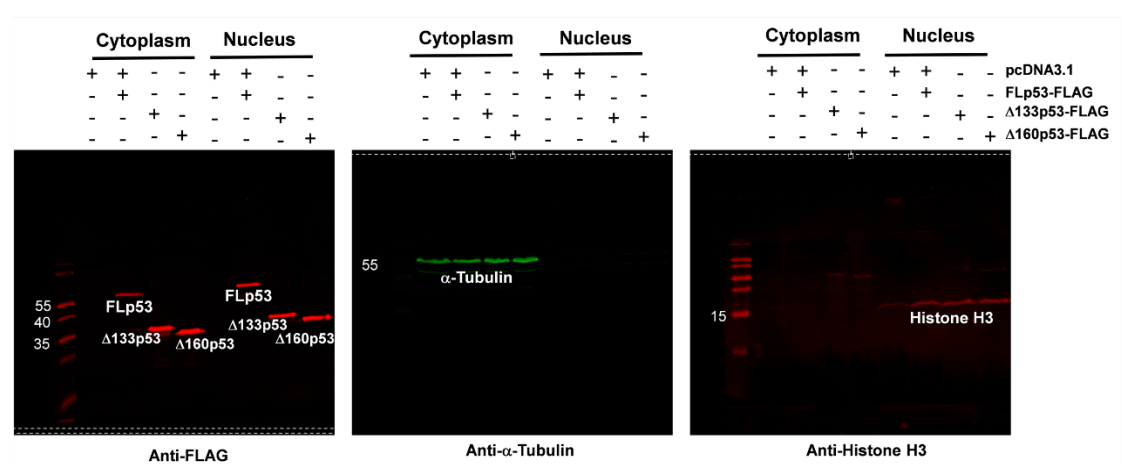 Cytoplasm Nucleus Cytoplasm Nucleus Cytoplasm Nucleus
+ + - - + + - - + + - - + + - - + + - - + + - - pcDNA3.1
- + - - - + - - - + - - - + - - - + - - - + - - FLp53-FLAG
- - + - - - + - - - + - - - + - - - + - - - + - Δ133p53-FLAG
- - - + - - - + - - - + - - - + - - - + - - - + Δ160p53-FLAG
55
40
35
FLp53
Δ133p53
Δ160p53
FLp53
Δ133p53
Δ160p53
55
α-Tubulin
15
Histone H3
Anti-FLAG
Anti-α-Tubulin
Anti-Histone H3